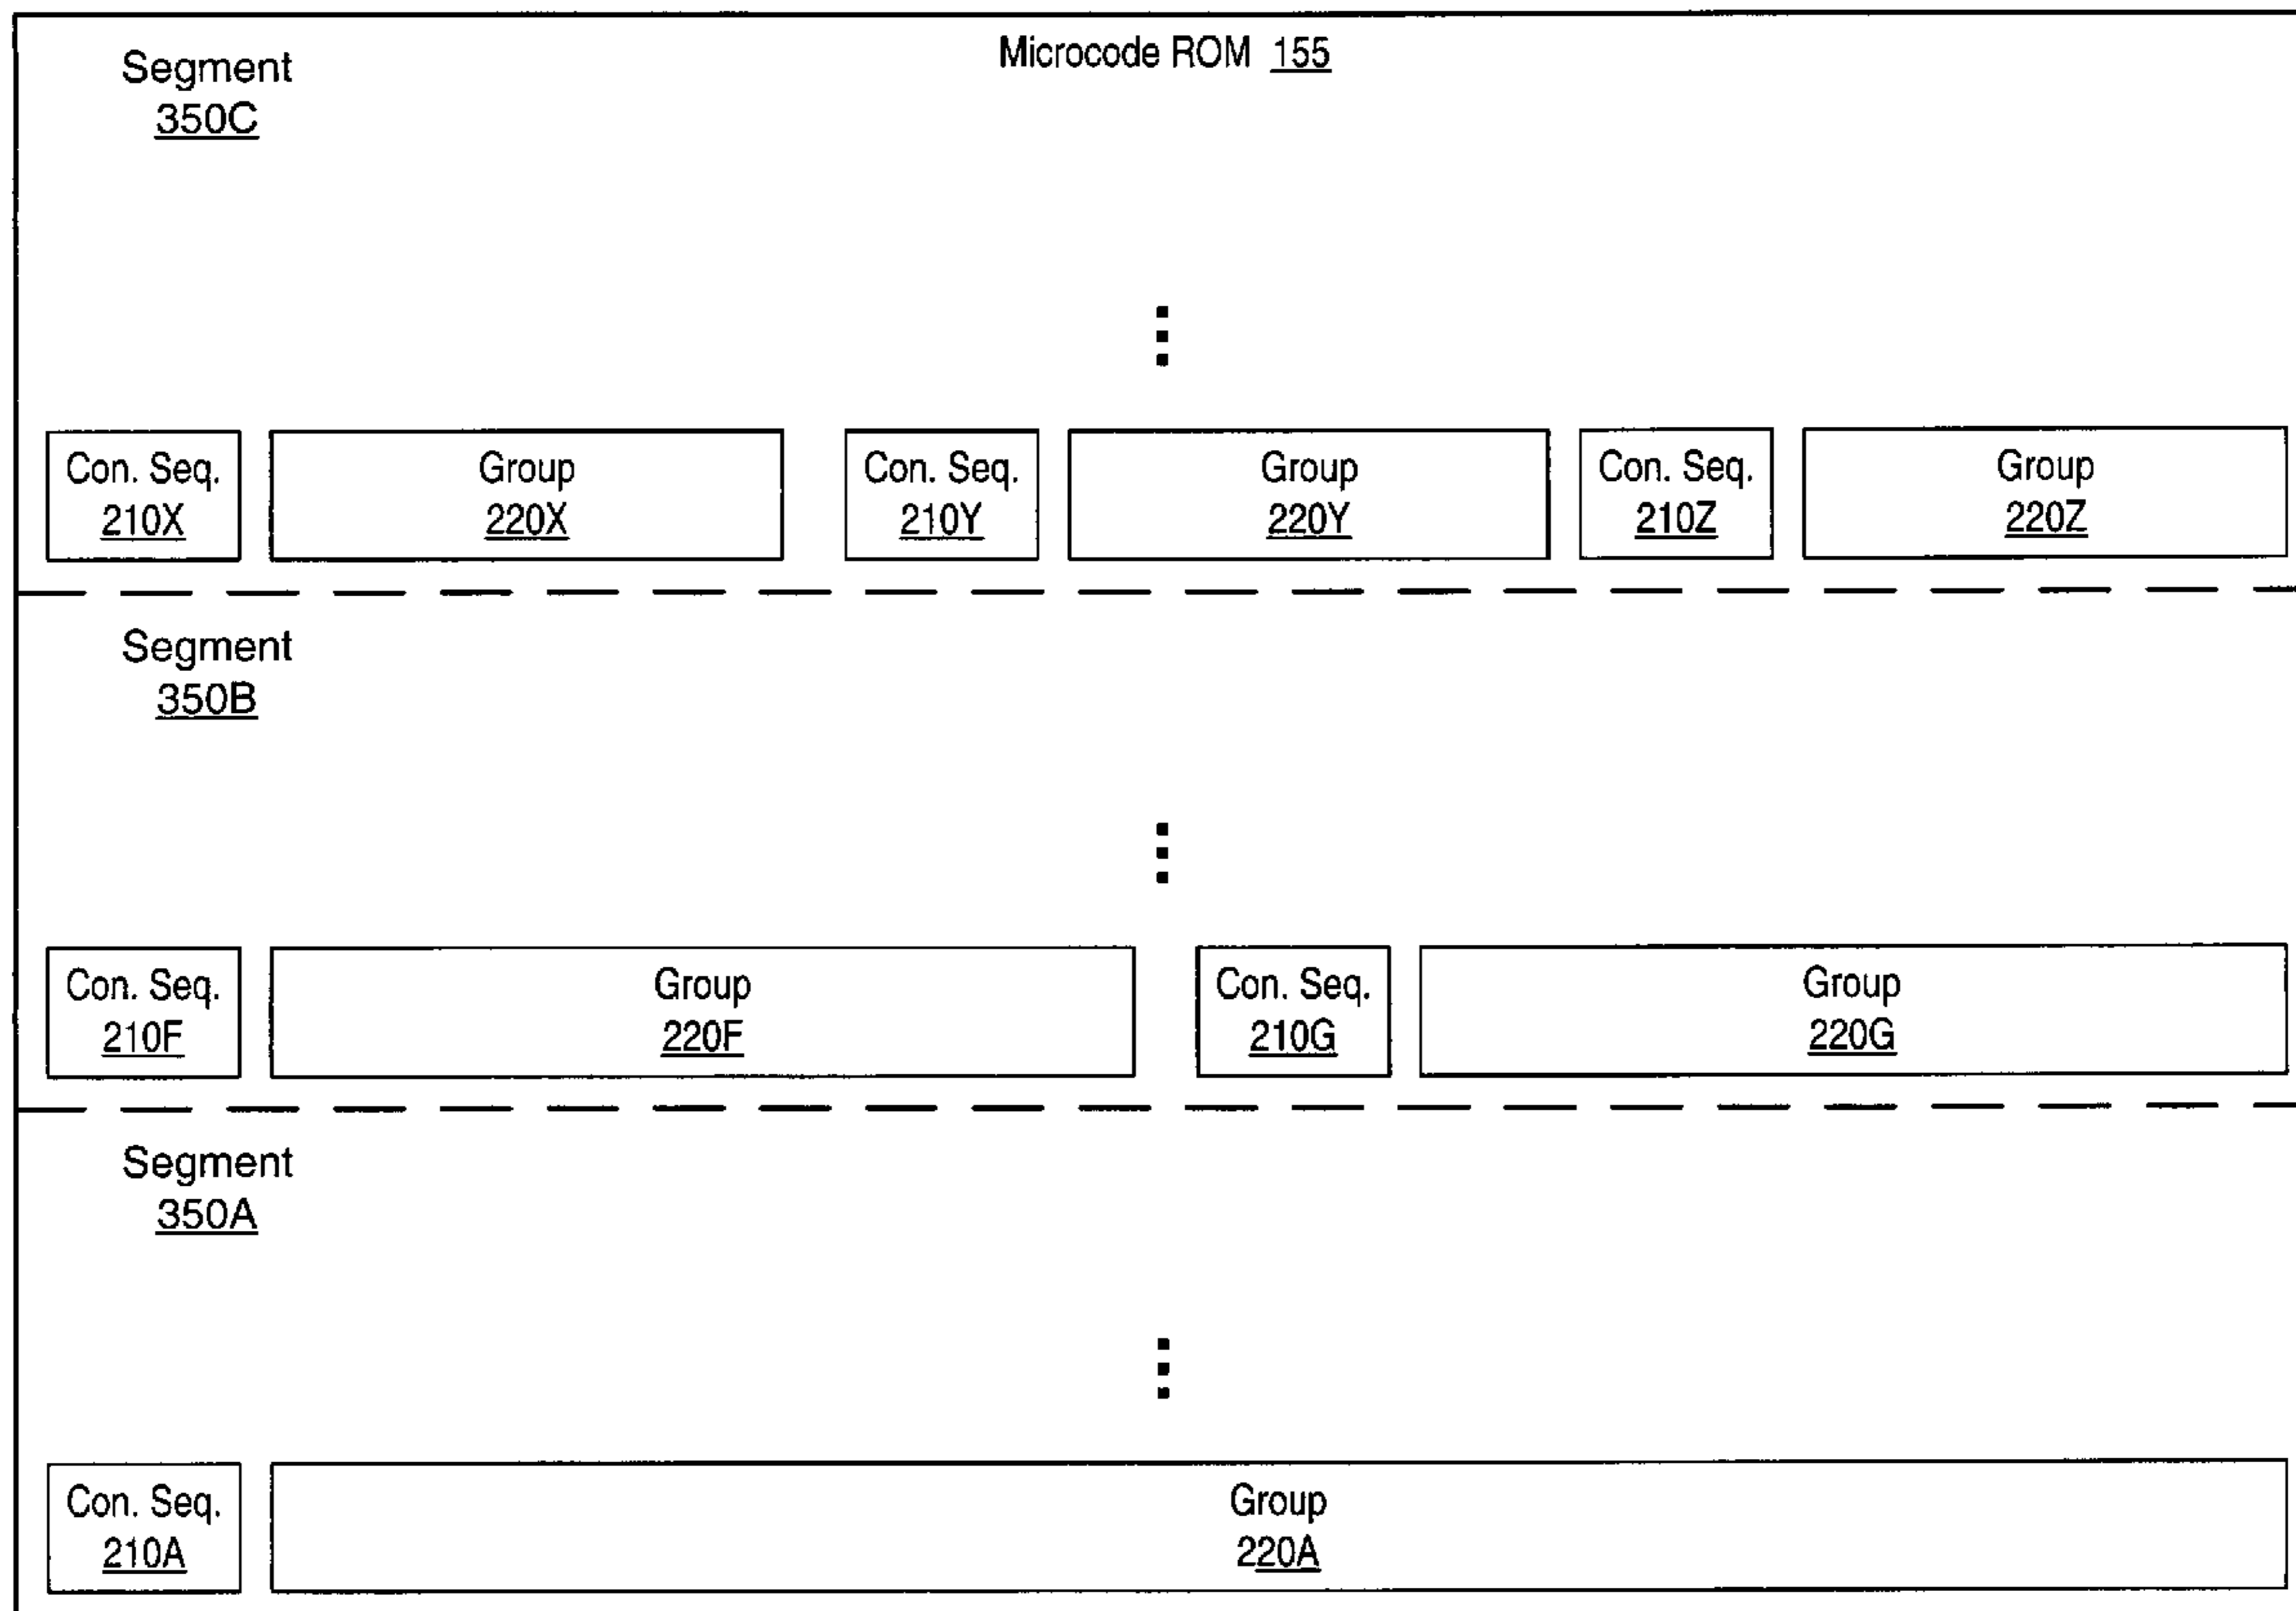 Microcode ROM 155
Segment
350C
Con. Seq.
210X
Group
220X
Con. Seq.
210Y
Group
220Y
Con. Seq.
210Z
Group
220Z
Segment
350B
Con. Seq.
210F
Group
220F
Con. Seq.
210G
Group
220G
Segment
350A
Con. Seq.
210A
Group
220A